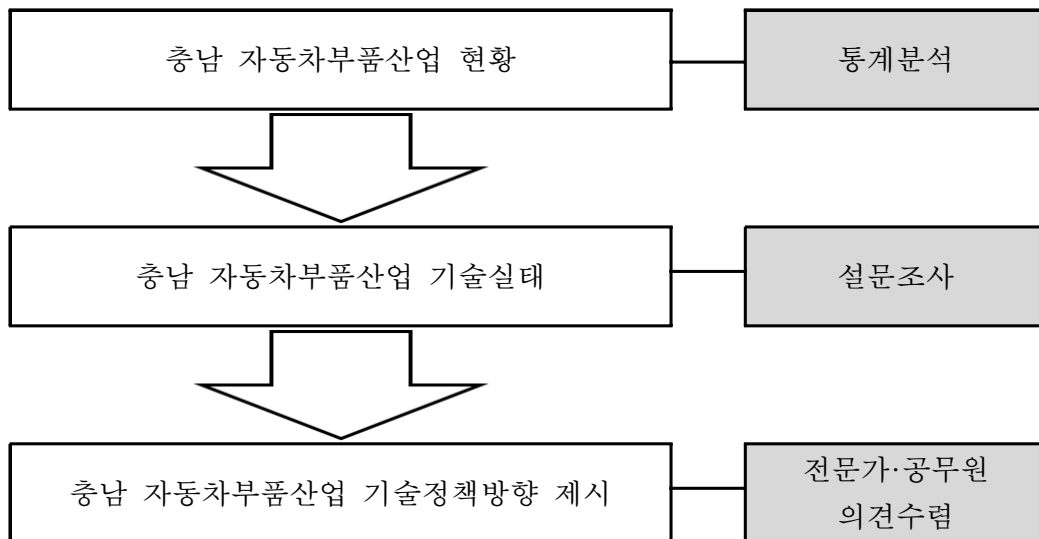 충남 자동차부품산업 현황
통계분석
충남 자동차부품산업 기술실태
설문조사
충남 자동차부품산업 기술정책방향 제시
전문가·공무원
의견수렴